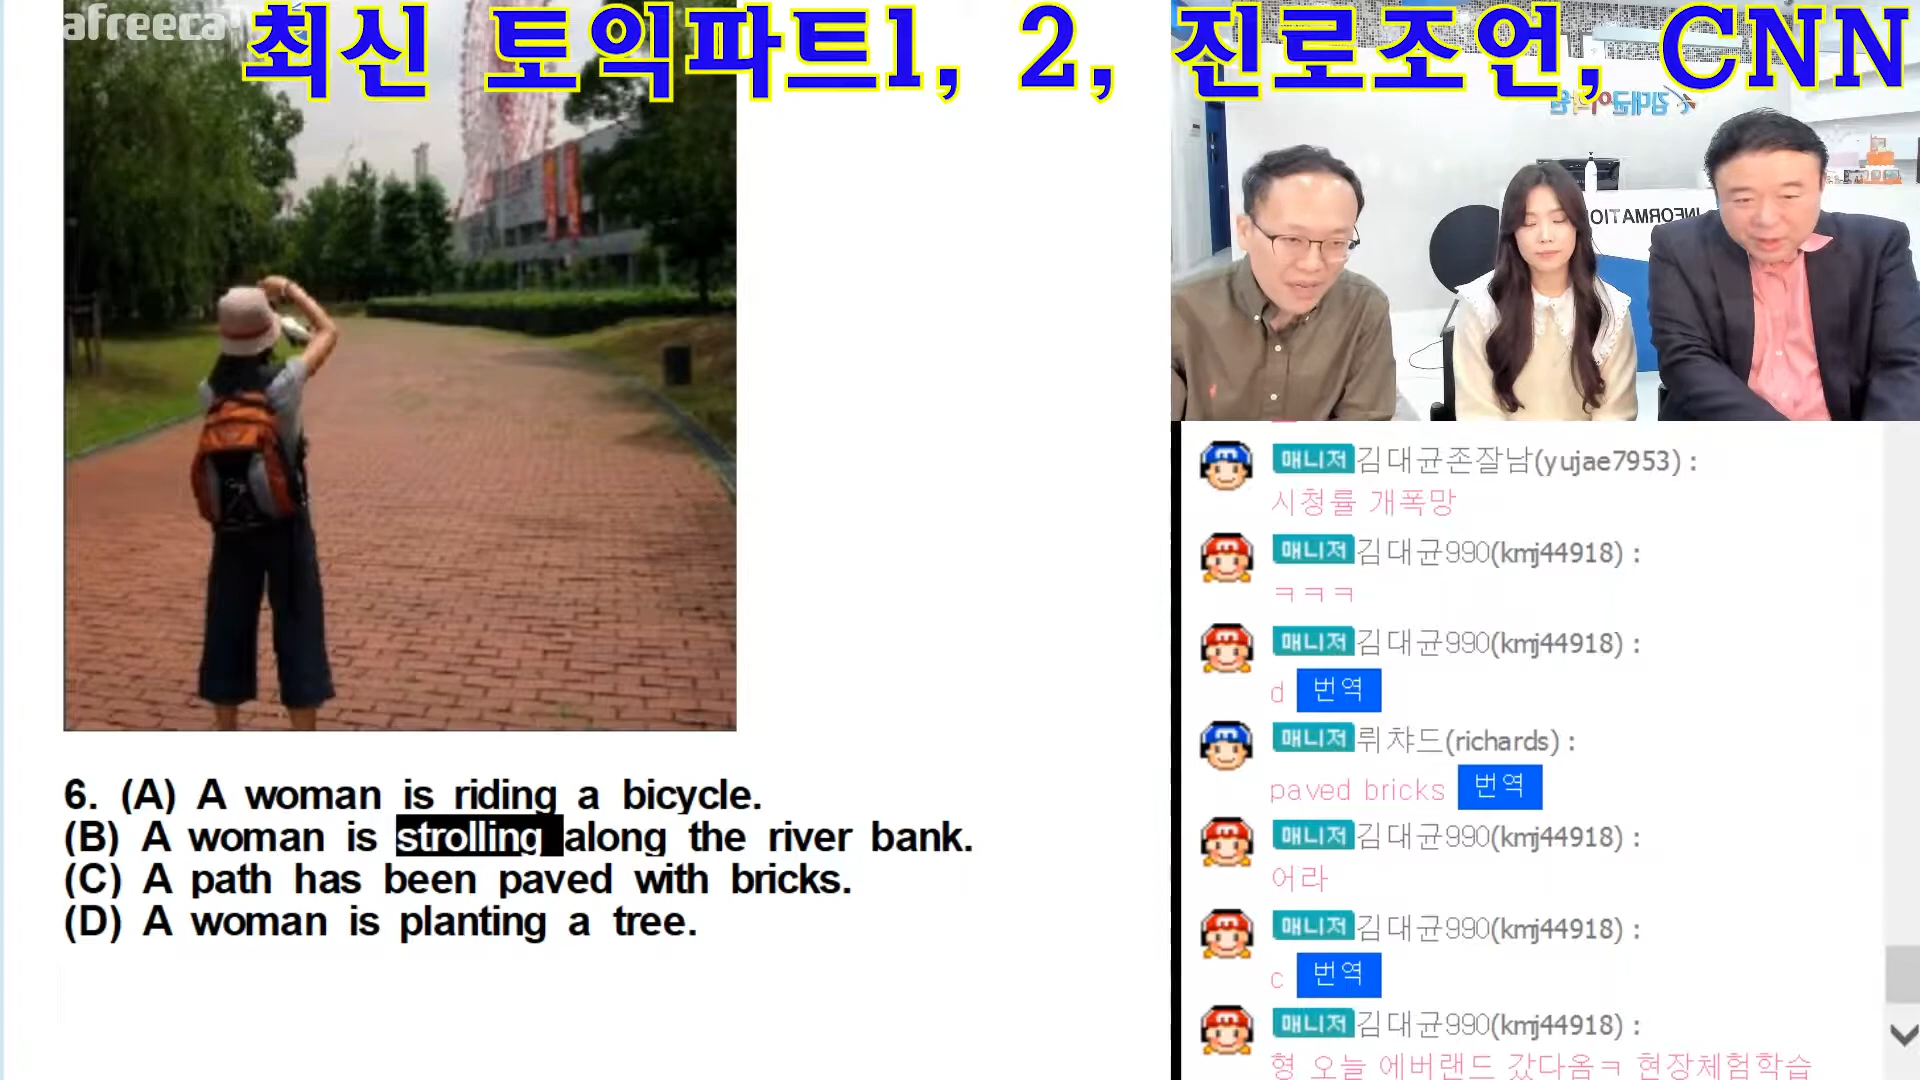 afreeca
최신 토익파트1, 2, 진로조언, CNN
김대균어학원
INFORMATION
6. (A) A woman is riding a bicycle.
(B) A woman is strolling along the river bank.
(C) A path has been paved with bricks.
(D) A woman is planting a tree.
매니저 김대균존잘남(yujae7953) :
시청률 개폭망
매니저 김대균990(kmj44918) :
ㅋㅋㅋ
매니저 김대균990(kmj44918) :
d 번역
매니저 뤼챠드(richards) :
paved bricks 번역
매니저 김대균990(kmj44918) :
어라
매니저 김대균990(kmj44918) :
c 번역
매니저 김대균990(kmj44918) :
형 오늘 에버랜드 갔다옴ㅋ 현장체험학습